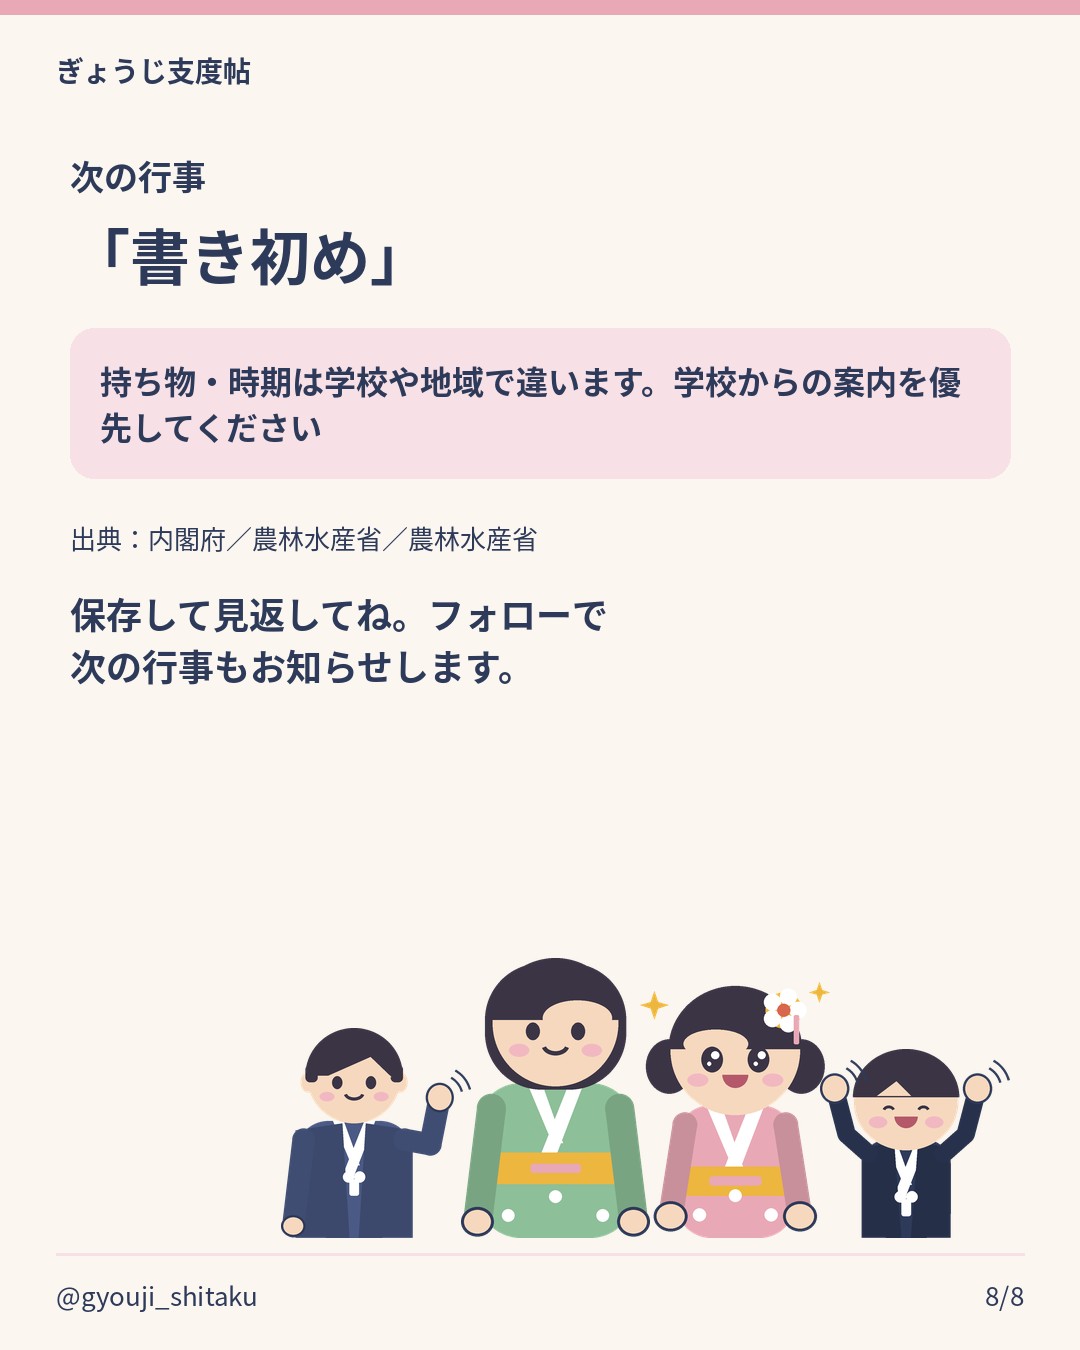 ぎょうじ支度帖
次の行事
「書き初め」
持ち物・時期は学校や地域で違います。学校からの案内を優
先してください
出典：内閣府／農林水産省／農林水産省
保存して見返してね。フォローで
次の行事もお知らせします。
@gyouji_shitaku
8/8